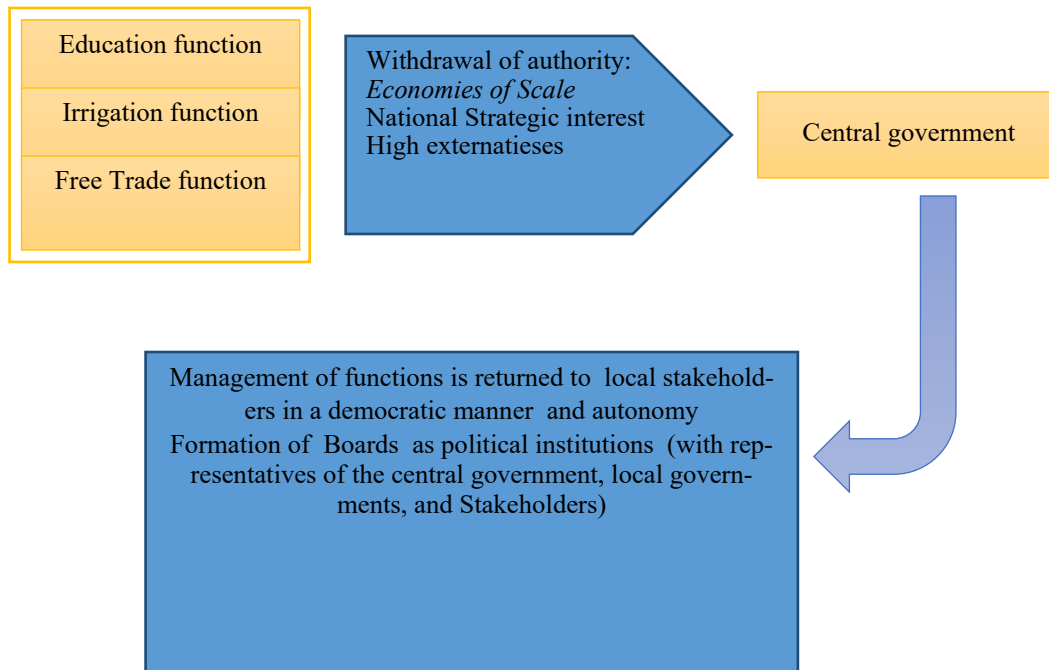 Education function
Irrigation function
Free Trade function
Withdrawal of authority:
Economies of Scale
National Strategic interest
High externatieses
Central government
Management of functions is returned to local stakehold-
ers in a democratic manner and autonomy
Formation of Boards as political institutions (with rep-
resentatives of the central government, local govern-
ments, and Stakeholders)